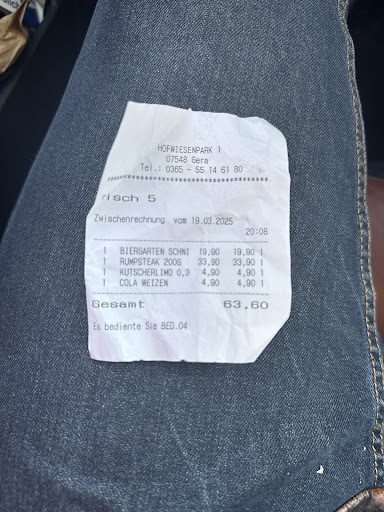 HOFWIESENPARK 1
07548 Gera
Tel.: 0365 - 55 14 61 80
******************************************
Tisch 5
Zwischenrechnung vom 19.03.2025
20:08
1 BIERGARTEN SCHNI 19,90 19,90 1
1 RUMPSTEAK 200G 33,90 33,90 1
1 KUTSCHERLIMO 0,3 4,90 4,90 1
1 COLA WEIZEN 4,90 4,90 1
Gesamt 63,60
Es bediente Sie BED.04